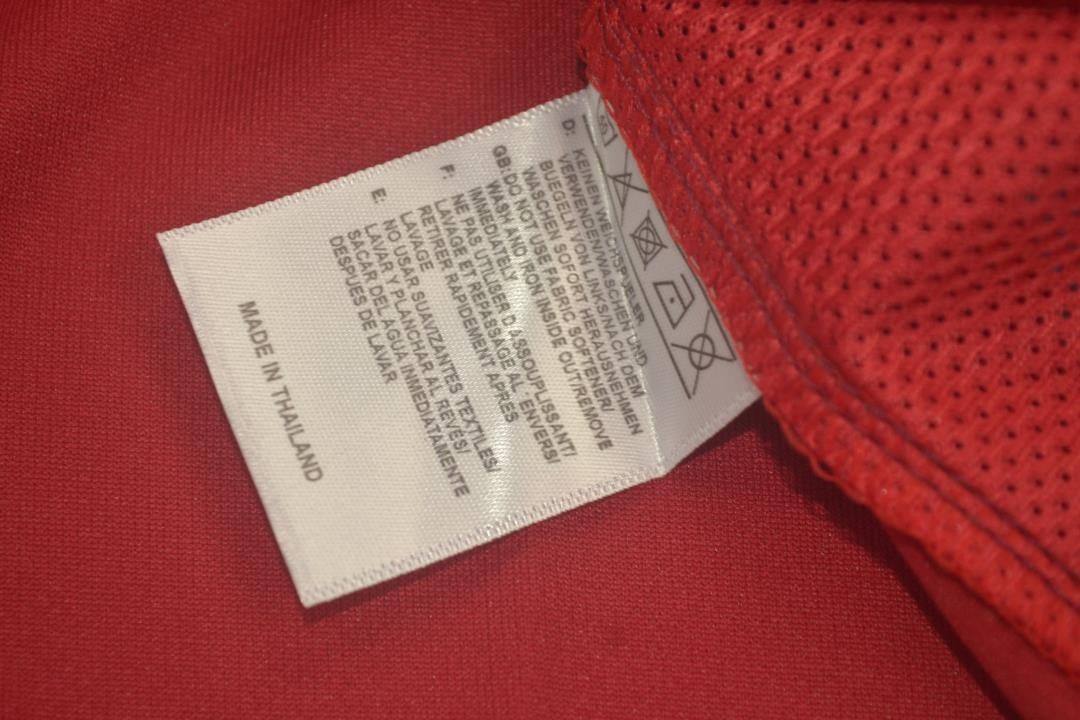 D: KEINEN WEICHSPUELER
VERWENDEN/WASCHEN UND
BUEGELN VON LINKS/NACH DEM
WASCHEN SOFORT HERAUSNEHMEN
GB: DO NOT USE FABRIC SOFTENER/
WASH AND IRON INSIDE OUT/REMOVE
IMMEDIATELY
F: NE PAS UTILISER D'ASSOUPLISSANT/
LAVAGE ET REPASSAGE AL ENVERS/
RETIRER RAPIDEMENT APRES
LAVAGE
E: NO USAR SUAVIZANTES TEXTILES/
LAVAR Y PLANCHAR AL REVES/
SACAR DEL AGUA INMEDIATAMENTE
DESPUES DE LAVAR
MADE IN THAILAND